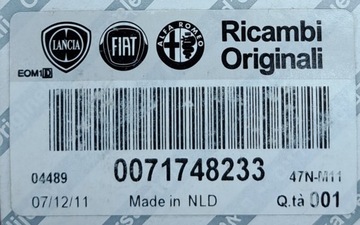 LANCIA
FIAT
ALFA ROMEO
Ricambi
Originali
EOM1D
04489
0071748233
47N-M11
07/12/11
Made in NLD
Q.tà 001